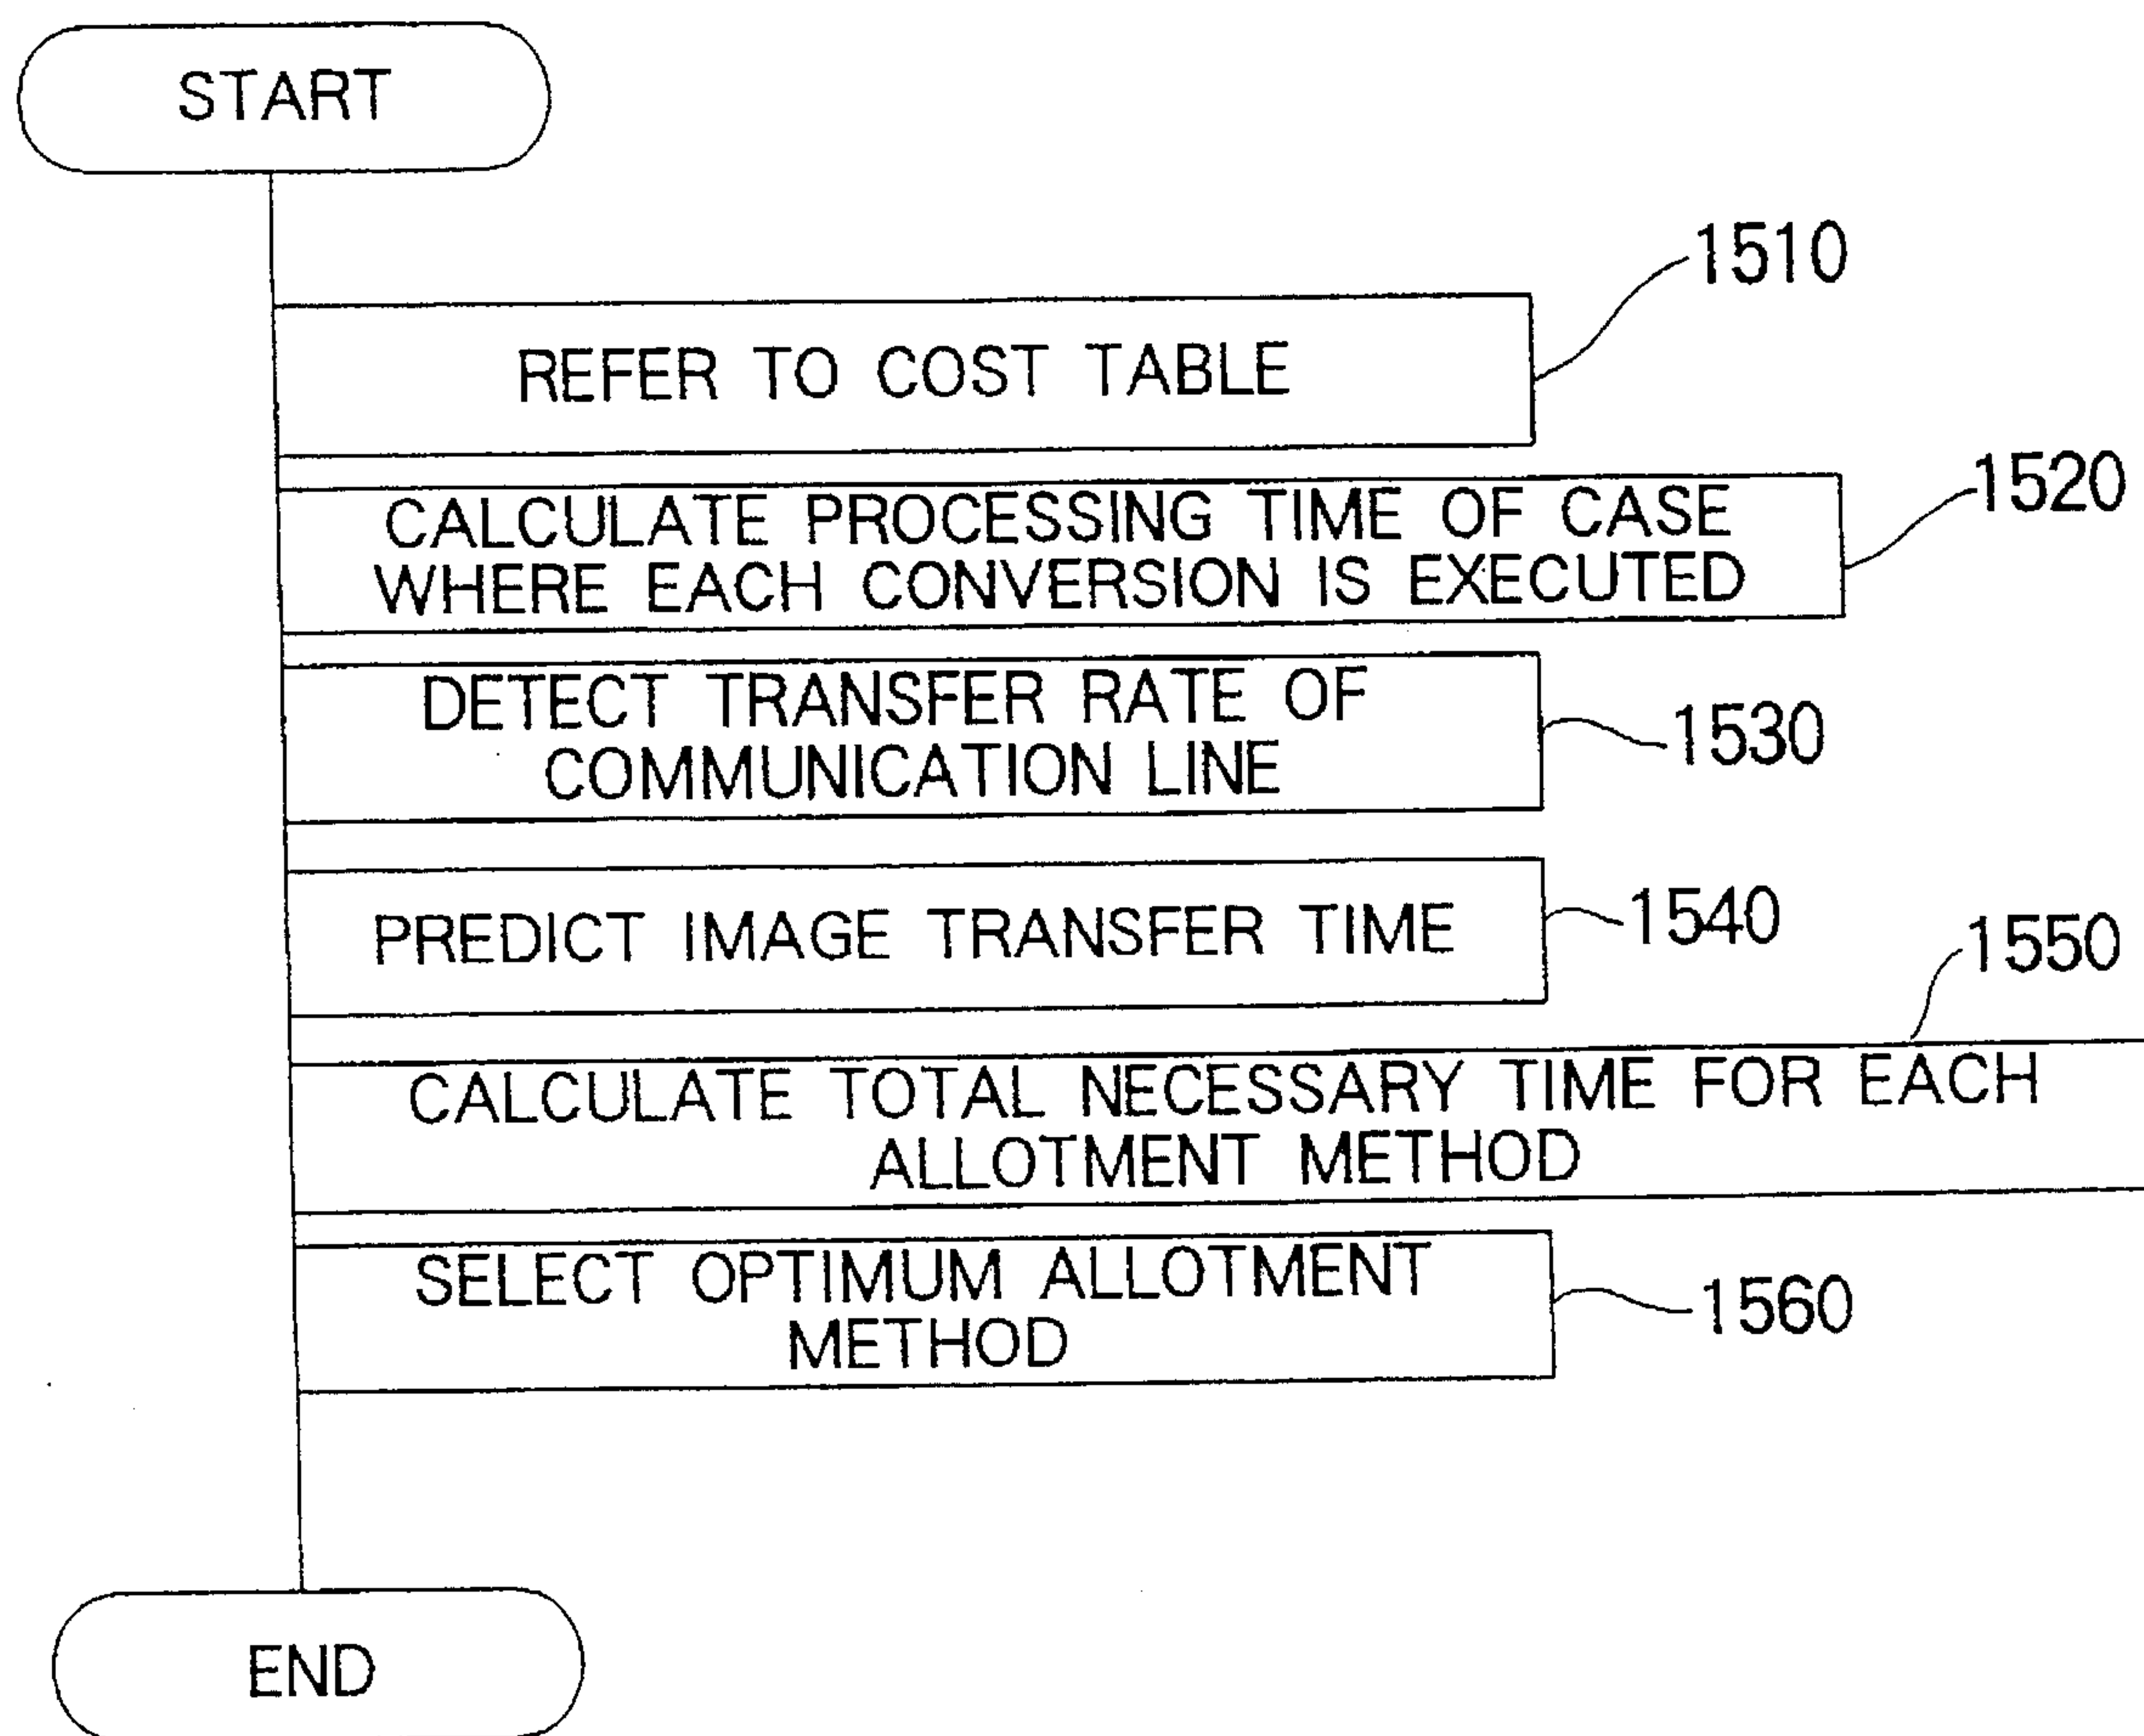 START
1510
REFER TO COST TABLE
1520
CALCULATE PROCESSING TIME OF CASE
WHERE EACH CONVERSION IS EXECUTED
DETECT TRANSFER RATE OF
COMMUNICATION LINE
1530
PREDICT IMAGE TRANSFER TIME
1540
1550
CALCULATE TOTAL NECESSARY TIME FOR EACH
ALLOTMENT METHOD
SELECT OPTIMUM ALLOTMENT
METHOD
1560
END